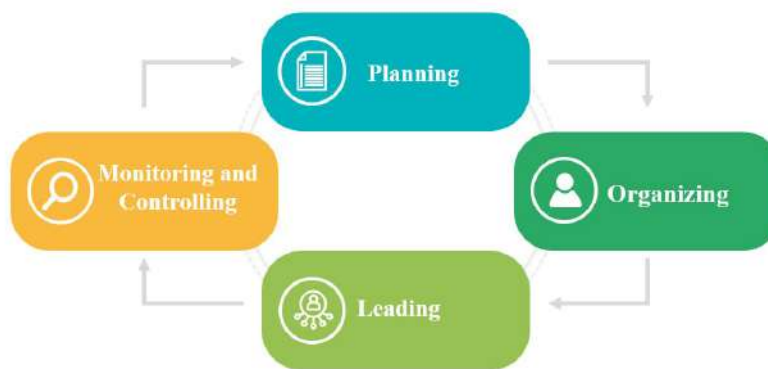 Planning
Organizing
Leading
Monitoring and
Controlling